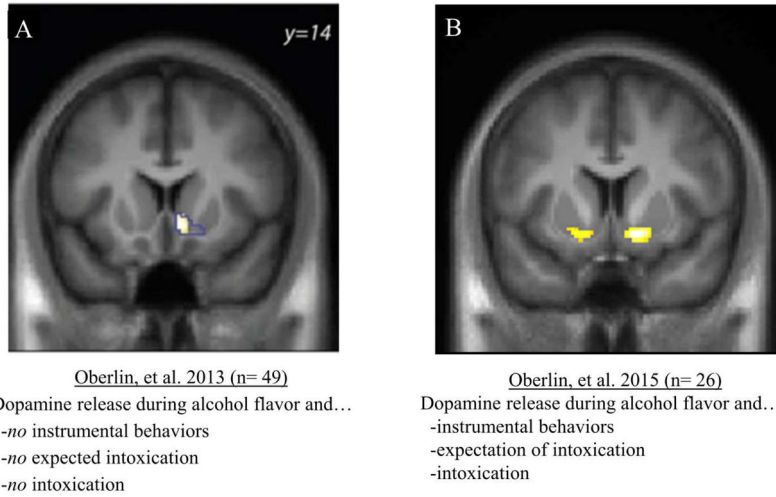 A
y=14
B
Oberlin, et al. 2013 (n= 49)
Dopamine release during alcohol flavor and…
-no instrumental behaviors
-no expected intoxication
-no intoxication
Oberlin, et al. 2015 (n= 26)
Dopamine release during alcohol flavor and…
-instrumental behaviors
-expectation of intoxication
-intoxication